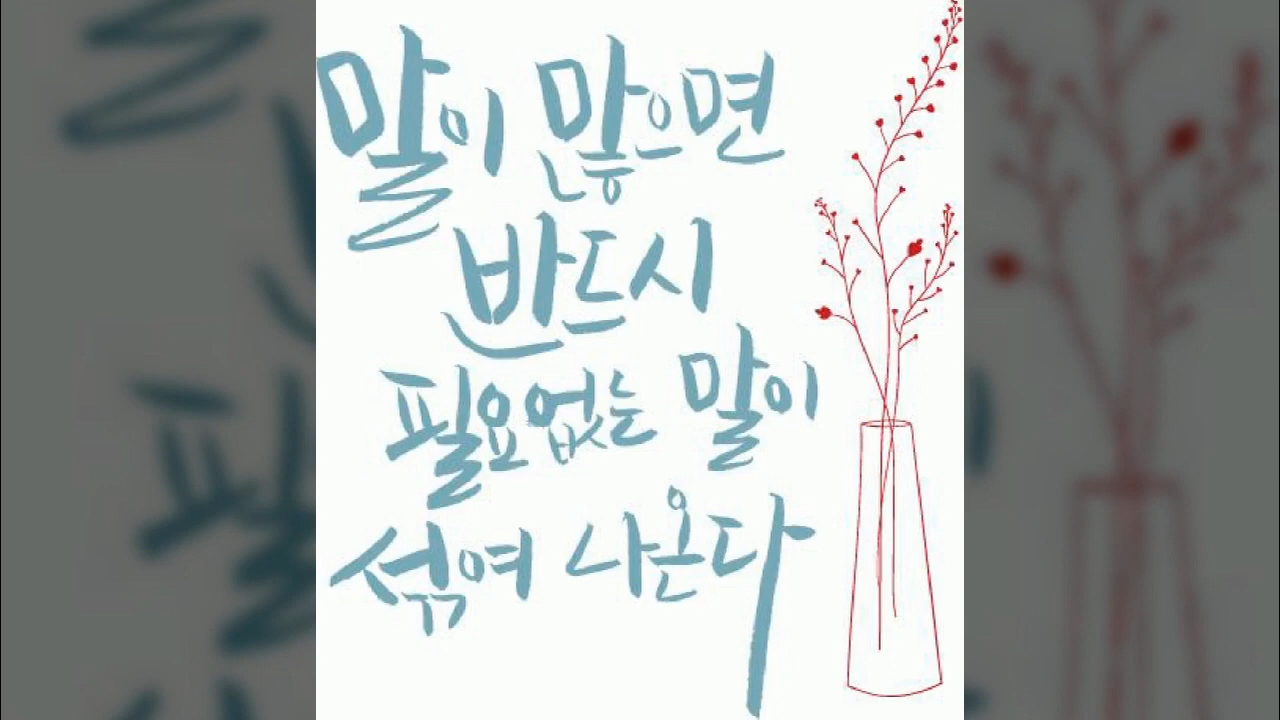 말이 많으면
반드시
필요없는 말이
섞여 나온다